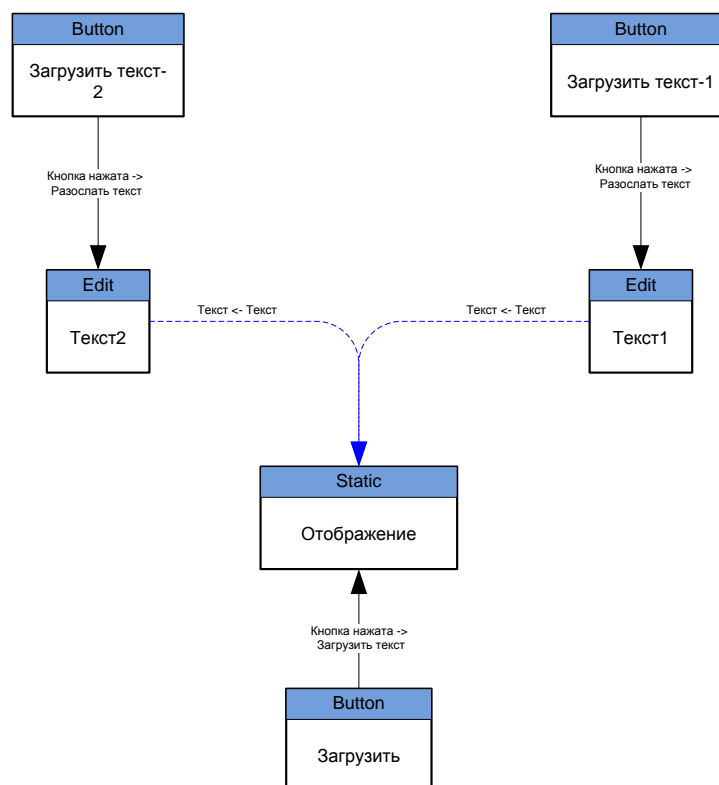 Button
Загрузить текст-
2
Button
Загрузить текст-1
Кнопка нажата ->
Разослать текст
Кнопка нажата ->
Разослать текст
Edit
Текст2
Текст <- Текст
Текст <- Текст
Edit
Текст1
Static
Отображение
Кнопка нажата ->
Загрузить текст
Button
Загрузить